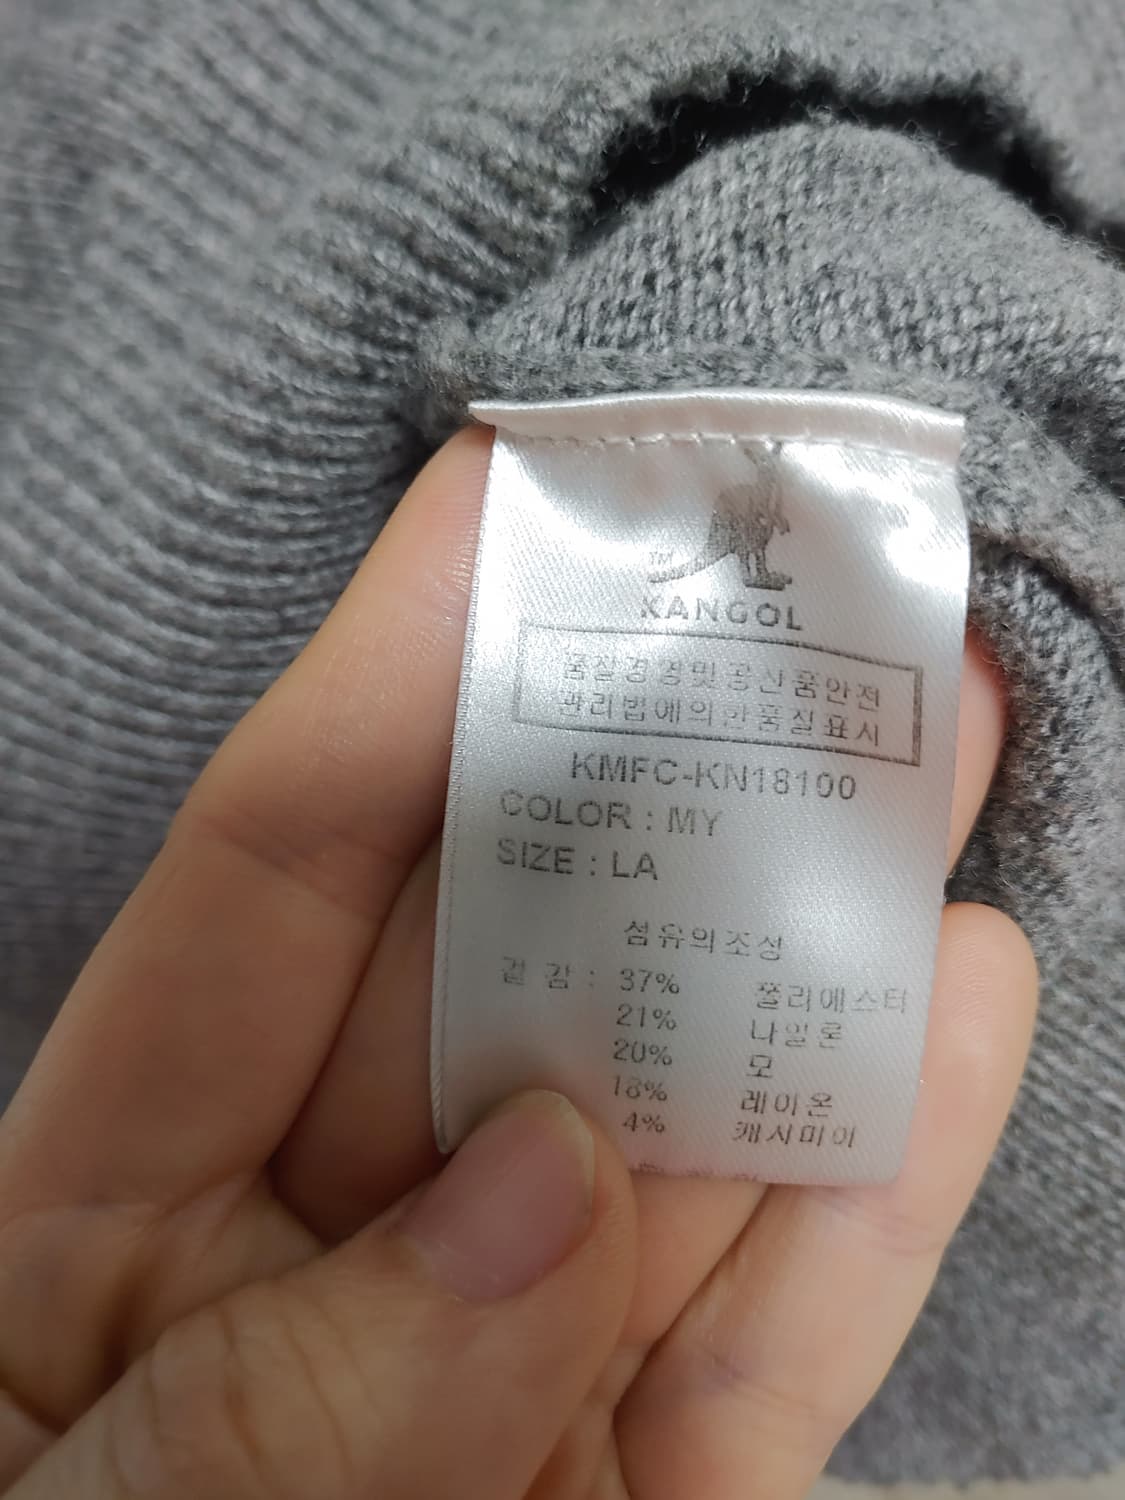 KANGOL
품질경영및공산품안전
관리법에의한품질표시
KMFC-KN18100
COLOR : MY
SIZE : LA
섬유의조성
겉 감 : 37% 폴리에스터
21% 나일론
20% 모
18% 레이온
4% 캐시미어